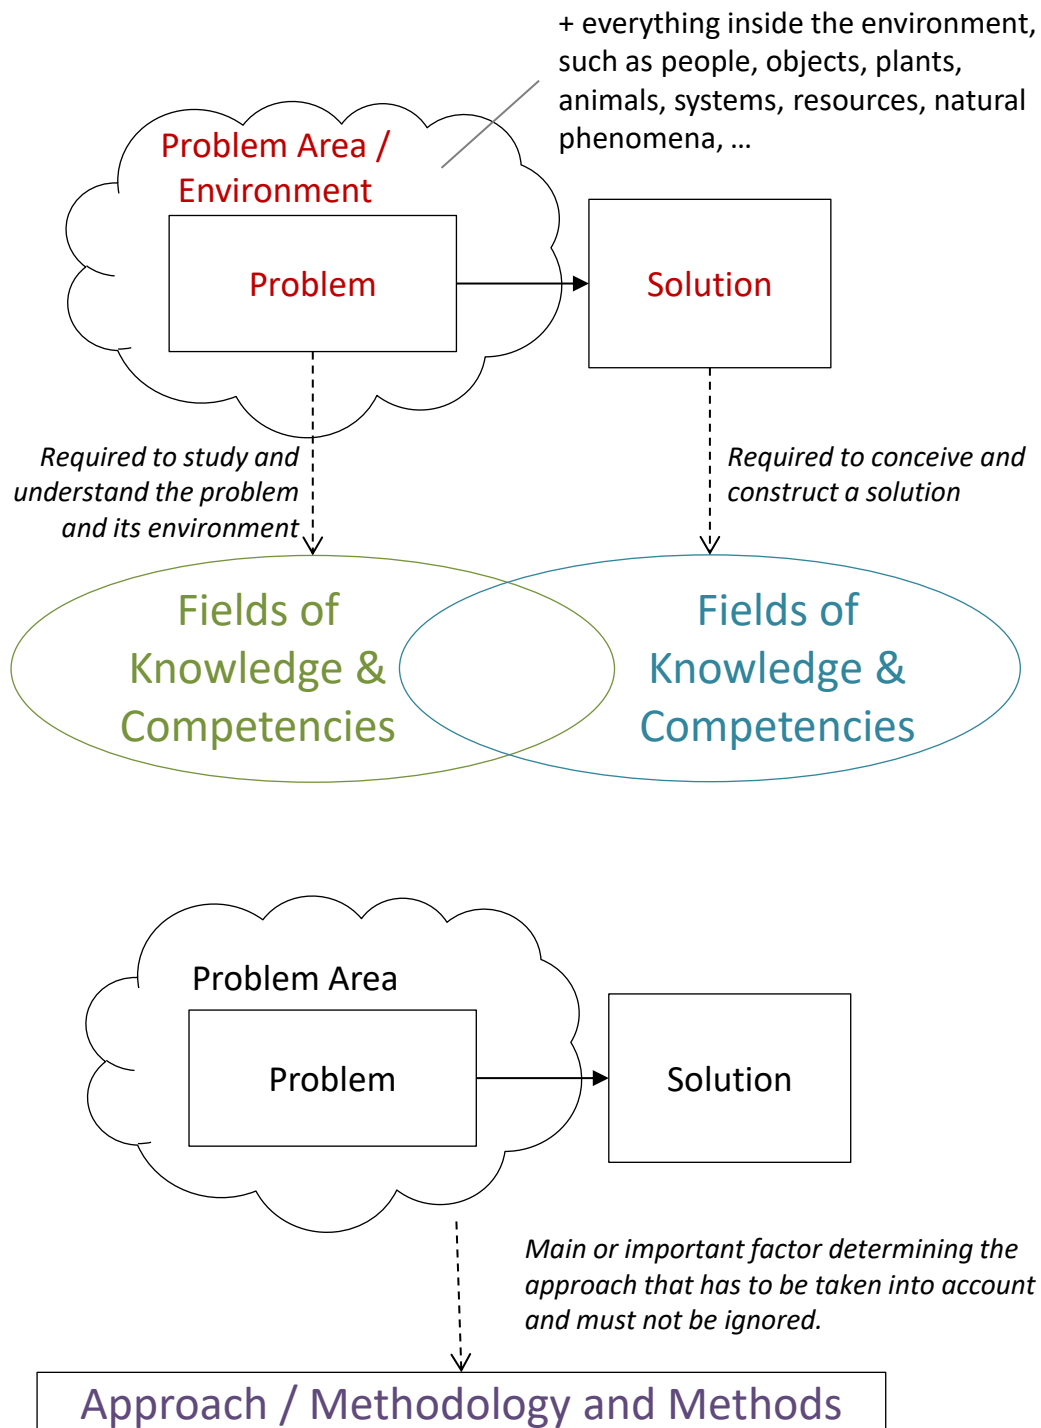 + everything inside the environment,
such as people, objects, plants,
animals, systems, resources, natural
phenomena, ...
Problem Area /
Environment
Problem
Solution
Required to study and
understand the problem
and its environment
Required to conceive and
construct a solution
Fields of
Knowledge &
Competencies
Fields of
Knowledge &
Competencies
Problem Area
Problem
Solution
Main or important factor determining the
approach that has to be taken into account
and must not be ignored.
Approach / Methodology and Methods